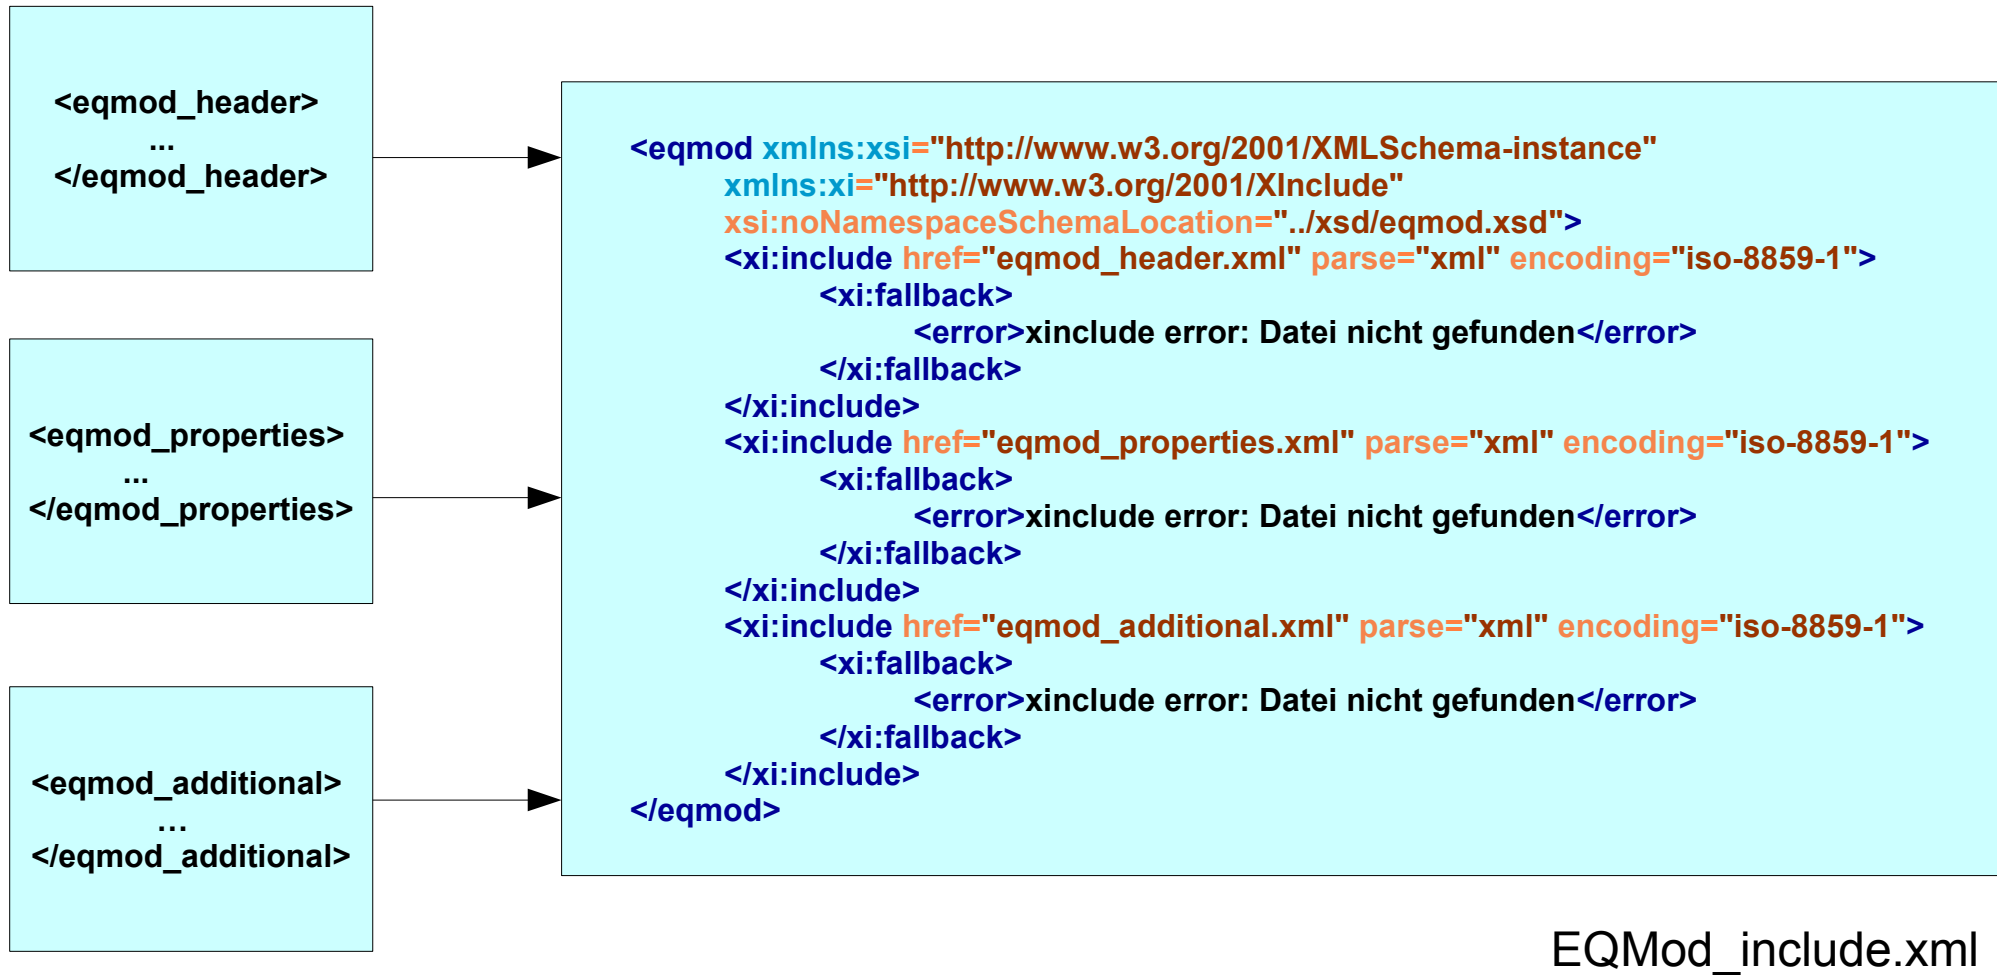 <eqmod_header>
...
</eqmod_header>
<eqmod_properties>
...
</eqmod_properties>
<eqmod_additional>
...
</eqmod_additional>
<eqmod xmlns:xsi="http://www.w3.org/2001/XMLSchema-instance"
xmlns:xi="http://www.w3.org/2001/XInclude"
xsi:noNamespaceSchemaLocation="../xsd/eqmod.xsd">
<xi:include href="eqmod_header.xml" parse="xml" encoding="iso-8859-1">
<xi:fallback>
<error>xinclude error: Datei nicht gefunden</error>
</xi:fallback>
</xi:include>
<xi:include href="eqmod_properties.xml" parse="xml" encoding="iso-8859-1">
<xi:fallback>
<error>xinclude error: Datei nicht gefunden</error>
</xi:fallback>
</xi:include>
<xi:include href="eqmod_additional.xml" parse="xml" encoding="iso-8859-1">
<xi:fallback>
<error>xinclude error: Datei nicht gefunden</error>
</xi:fallback>
</xi:include>
</eqmod>
EQMod_include.xml